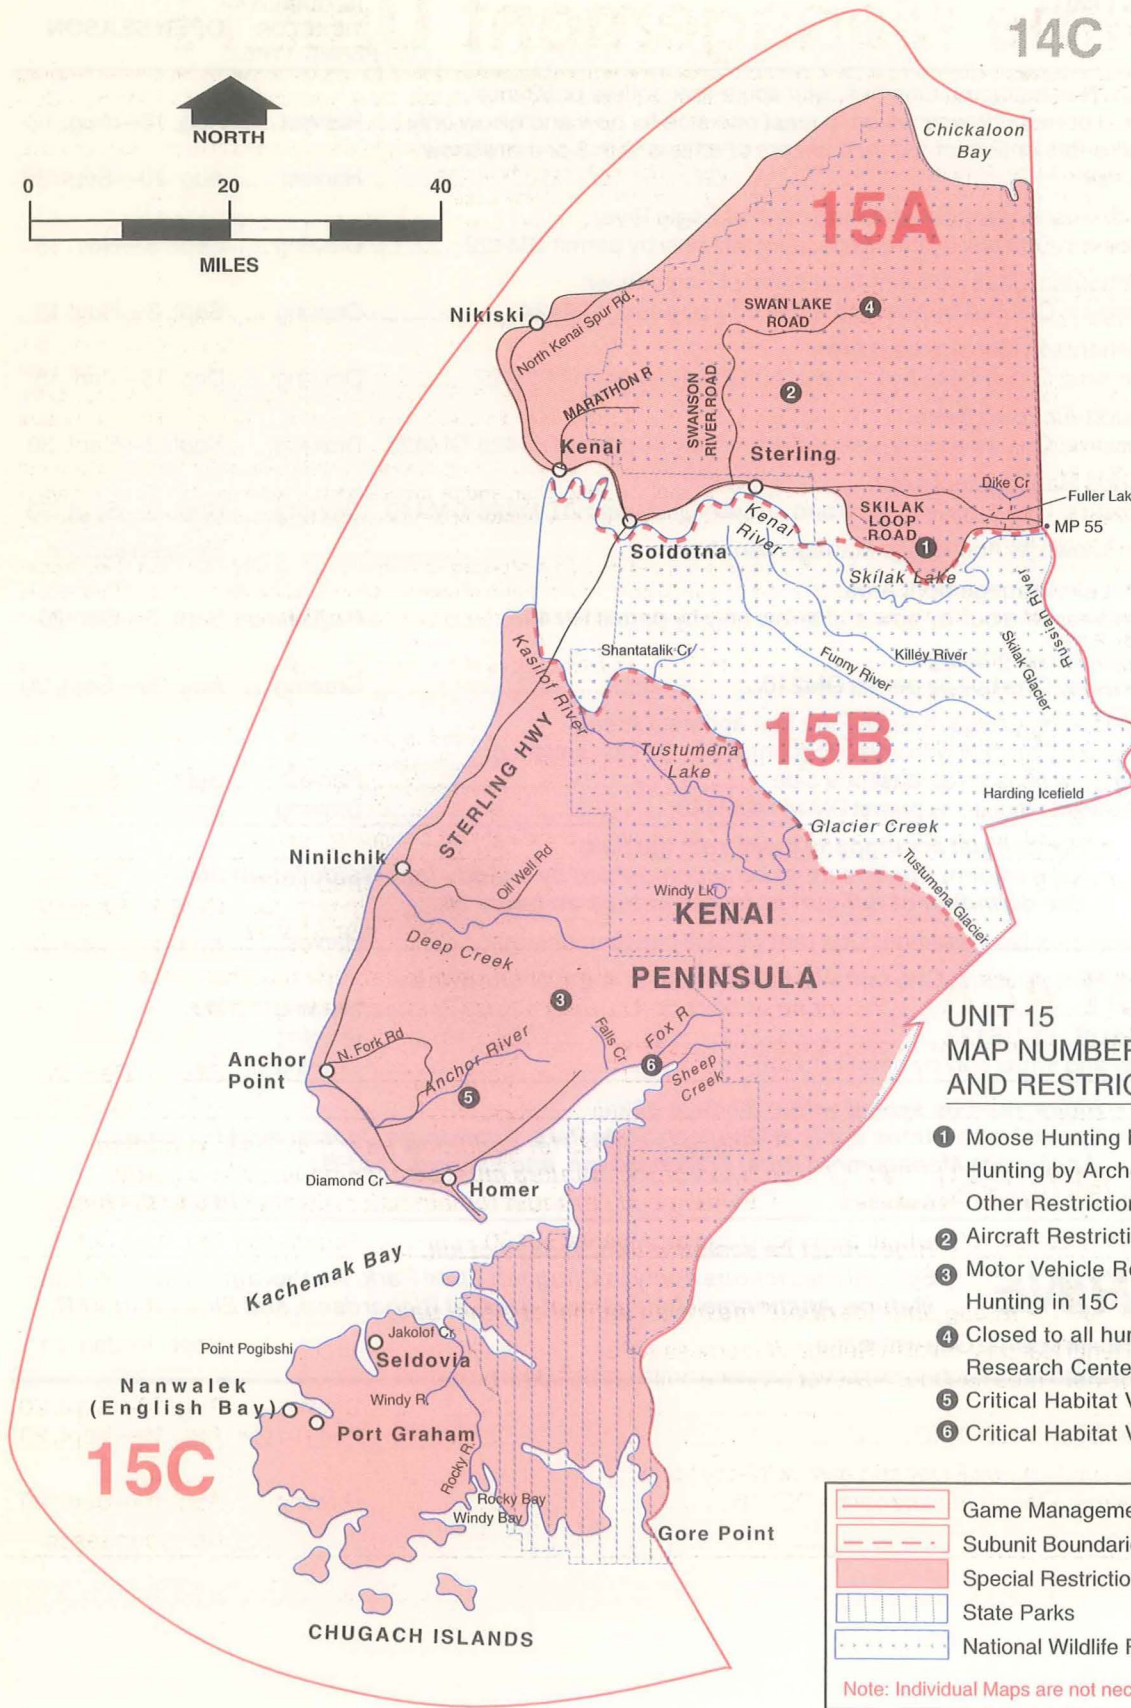 14C
NORTH
0 20 40
MILES
Chickaloon
Bay
15A
Nikiski
North Kenai Spur Rd.
SWAN LAKE
ROAD
4
MARATHON R
SWANSON
RIVER ROAD
2
Kenai
Sterling
Dike Cr
Fuller Lak
MP 55
SKILAK
LOOP
ROAD
1
Soldotna
Kenai
River
Skilak Lake
Russian River
Skilak Glacier
Kasilof River
Shantatalik Cr
Funny River
Killey River
15B
Tustumena
Lake
Harding Icefield
STERLING HWY
Glacier Creek
Ninilchik
Oil Well Rd
Tustumena Glacier
Windy Lk
KENAI
Deep Creek
PENINSULA
3
Anchor
Point
N. Fork Rd
Anchor River
Falls Cr
Fox R
6
Sheep
Creek
5
Diamond Cr
Homer
Kachemak Bay
Point Pogibshi
Jakolof Cr
Seldovia
Nanwalek
(English Bay)
Windy R.
Port Graham
15C
Rocky R.
Rocky Bay
Windy Bay
Gore Point
CHUGACH ISLANDS
UNIT 15
MAP NUMBER
AND RESTRIC
1 Moose Hunting
Hunting by Arche
Other Restriction
2 Aircraft Restricti
3 Motor Vehicle Re
Hunting in 15C
4 Closed to all hun
Research Cente
5 Critical Habitat V
6 Critical Habitat V
Game Manageme
Subunit Boundari
Special Restriction
State Parks
National Wildlife
Note: Individual Maps are not nec